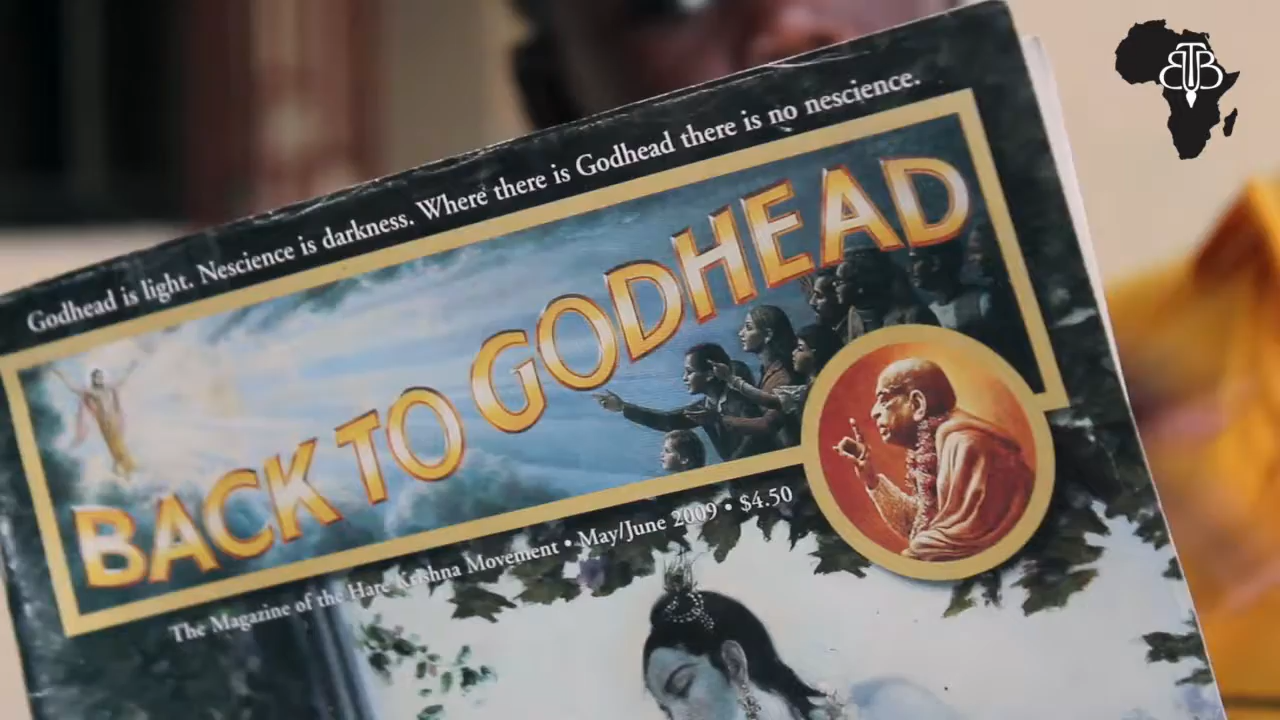 Godhead is light. Nescience is darkness. Where there is Godhead there is no nescience.
BACK TO GODHEAD
The Magazine of the Hare Krishna Movement • May/June 2009 • $4.50
BBT